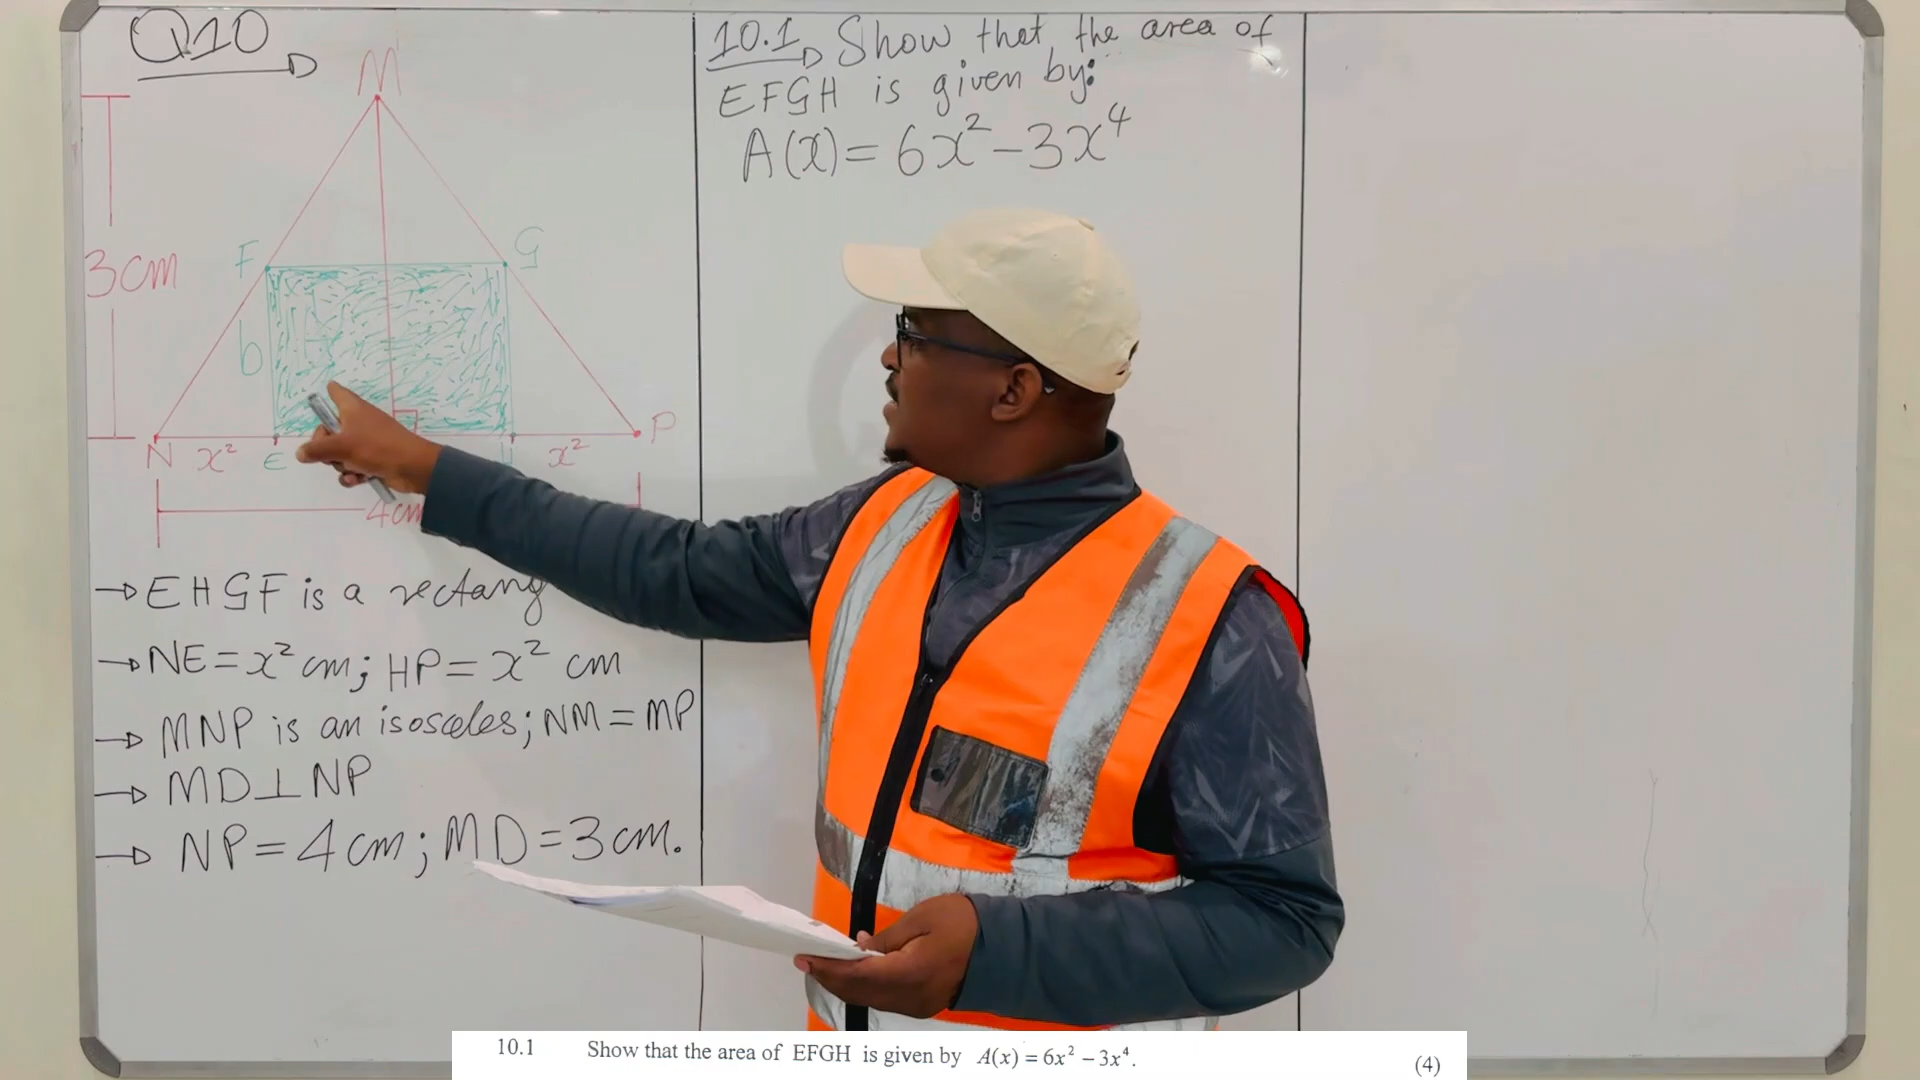 Q10
M
3cm
F
G
b
N
x²
E
x²
P
4cm
→ EHGF is a
→ NE = x² cm; HP = x² cm
→ MNP is an isosceles; NM = MP
→ MD ⊥ NP
→ NP = 4 cm; MD = 3 cm.
10.1 Show that the area of
EFGH is given by:
A(x) = 6x² - 3x⁴
10.1 Show that the area of EFGH is given by A(x) = 6x² − 3x⁴. (4)